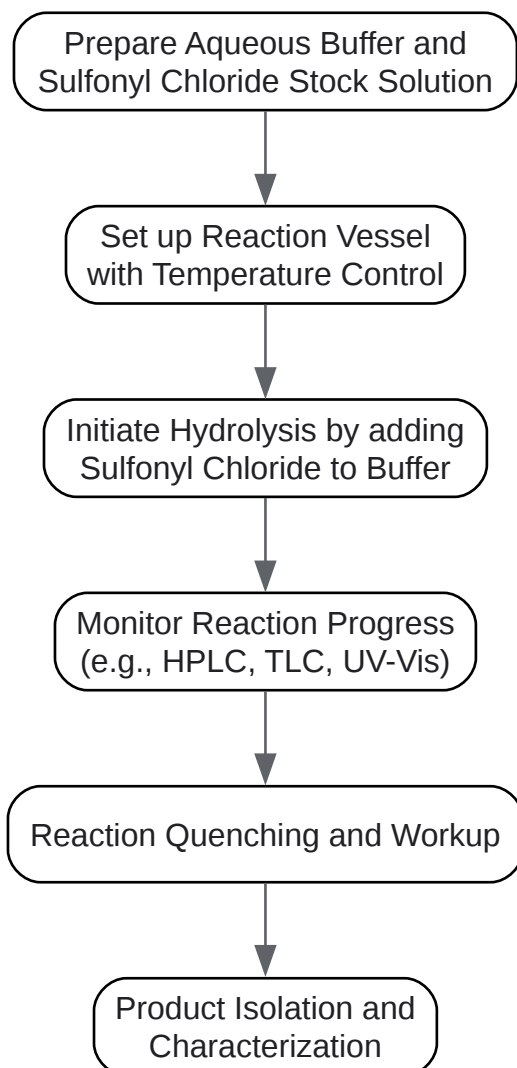 Prepare Aqueous Buffer and
Sulfonyl Chloride Stock Solution
Set up Reaction Vessel
with Temperature Control
Initiate Hydrolysis by adding
Sulfonyl Chloride to Buffer
Monitor Reaction Progress
(e.g., HPLC, TLC, UV-Vis)
Reaction Quenching and Workup
Product Isolation and
Characterization